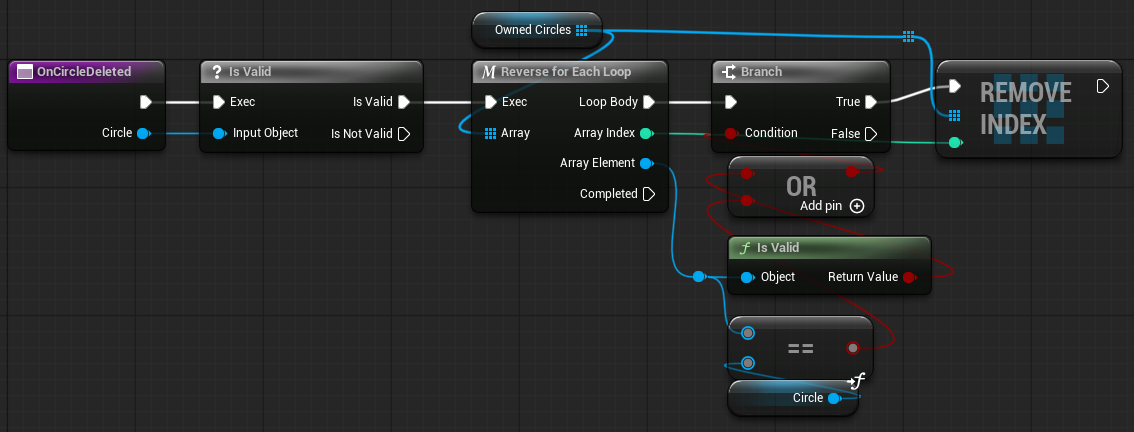 Owned Circles
OnCircleDeleted
Circle
? Is Valid
Exec
Is Valid
Input Object
Is Not Valid
Reverse for Each Loop
Exec
Loop Body
Array
Array Index
Array Element
Completed
Branch
True
Condition
False
REMOVE
INDEX
OR
Add pin
f Is Valid
Object
Return Value
==
f
Circle